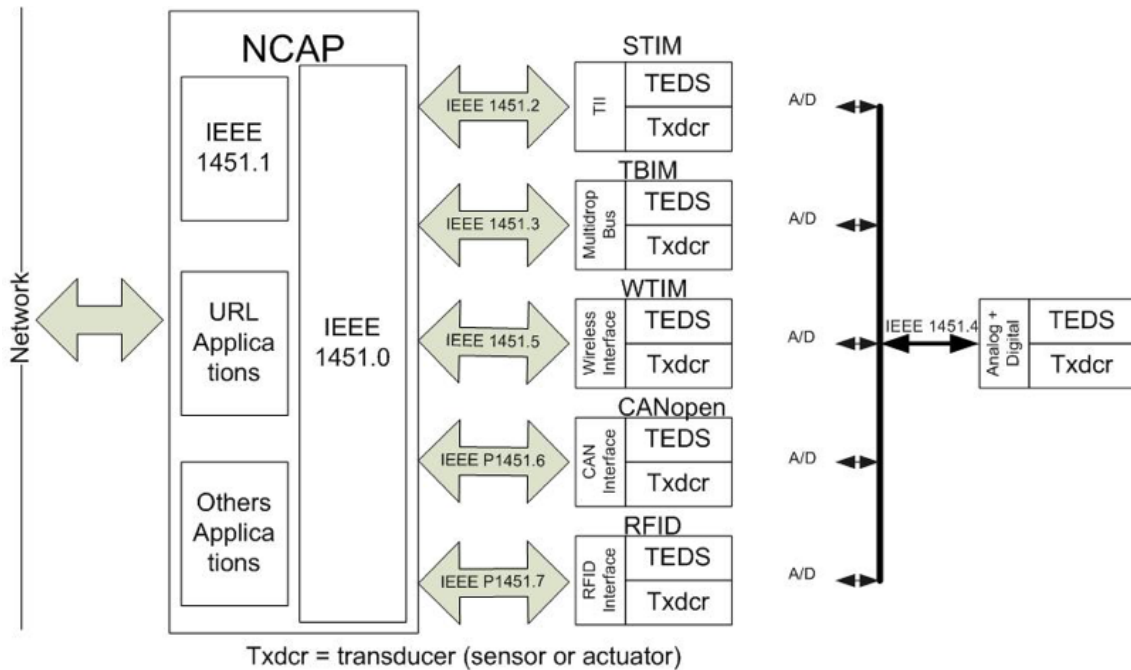 Network
NCAP
IEEE
1451.1
URL
Applica
tions
Others
Applica
tions
IEEE
1451.0
IEEE 1451.2
IEEE 1451.3
IEEE 1451.5
IEEE P1451.6
IEEE P1451.7
STIM
TII
TEDS
Txdcr
TBIM
Multidrop
Bus
TEDS
Txdcr
WTIM
Wireless
Interface
TEDS
Txdcr
CANopen
CAN
Interface
TEDS
Txdcr
RFID
RFID
Interface
TEDS
Txdcr
A/D
A/D
A/D
A/D
A/D
IEEE 1451.4
Analog +
Digital
TEDS
Txdcr
Txdcr = transducer (sensor or actuator)